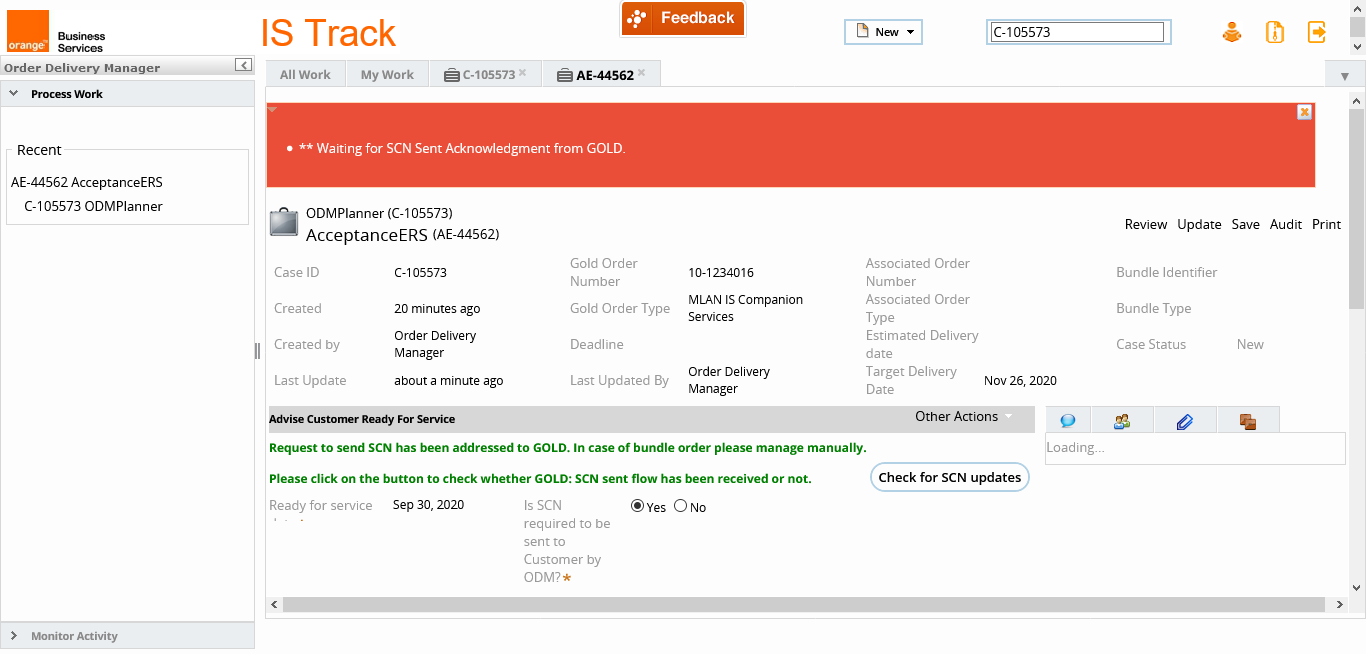 orange™
Business
Services
IS Track
Feedback
New
C-105573
Order Delivery Manager
Process Work
Recent
AE-44562 AcceptanceERS
C-105573 ODMPlanner
Monitor Activity
All Work
My Work
C-105573
AE-44562
** Waiting for SCN Sent Acknowledgment from GOLD.
ODMPlanner (C-105573)
AcceptanceERS (AE-44562)
Review Update Save Audit Print
Case ID C-105573
Gold Order
Number
10-1234016
Associated Order
Number
Bundle Identifier
Created 20 minutes ago
Gold Order Type
MLAN IS Companion
Services
Associated Order
Type
Bundle Type
Created by
Order Delivery
Manager
Deadline
Estimated Delivery
date
Case Status New
Last Update about a minute ago
Last Updated By
Order Delivery
Manager
Target Delivery
Date
Nov 26, 2020
Advise Customer Ready For Service
Other Actions
Loading...
Request to send SCN has been addressed to GOLD. In case of bundle order please manage manually.
Please click on the button to check whether GOLD: SCN sent flow has been received or not.
Check for SCN updates
Ready for service
Sep 30, 2020
Is SCN
required to be
sent to
Customer by
ODM?*
Yes No